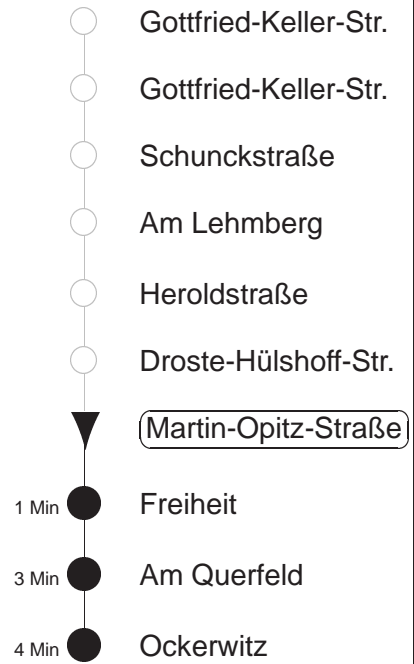 Gottfried-Keller-Str.
Gottfried-Keller-Str.
Schunckstraße
Am Lehmberg
Heroldstraße
Droste-Hülshoff-Str.
Martin-Opitz-Straße
1 Min Freiheit
3 Min Am Querfeld
4 Min Ockerwitz